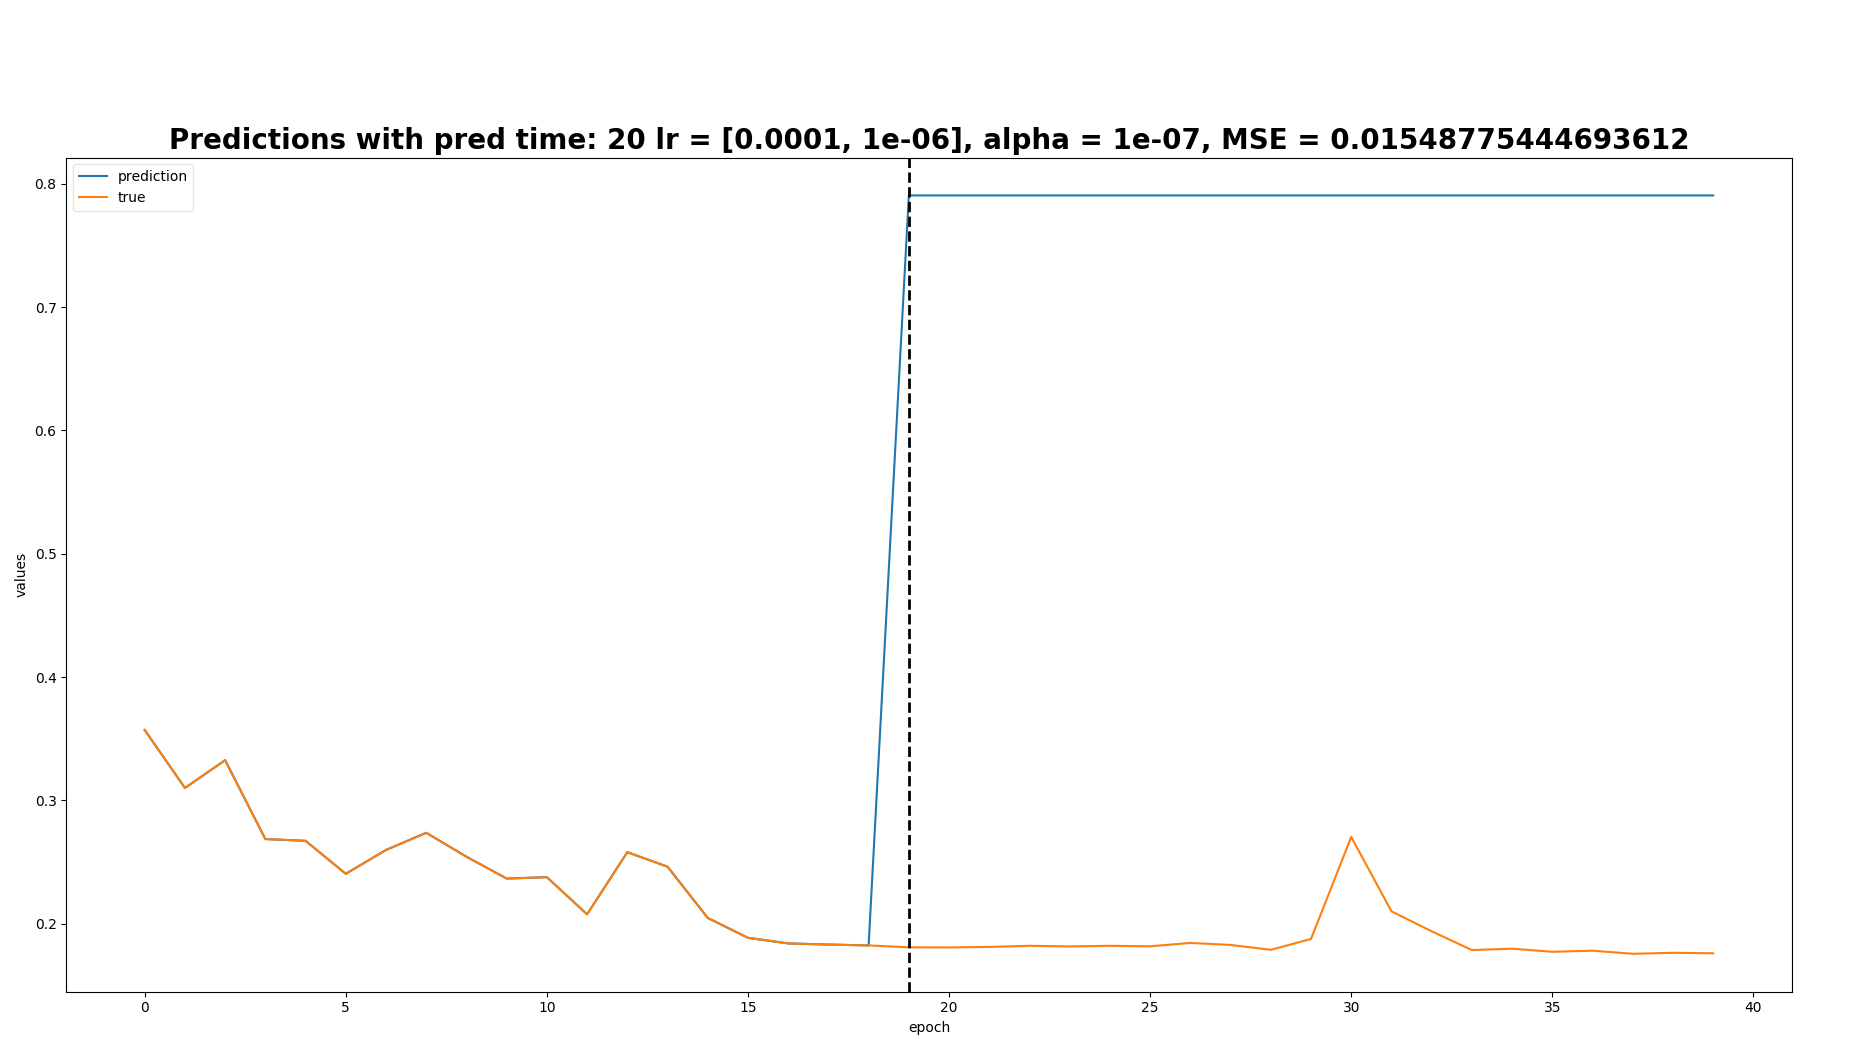 Predictions with pred time: 20 lr = [0.0001, 1e-06], alpha = 1e-07, MSE = 0.01548775444693612
prediction
true
0.8
0.7
0.6
0.5
0.4
0.3
0.2
values
0 5 10 15 20 25 30 35 40
epoch